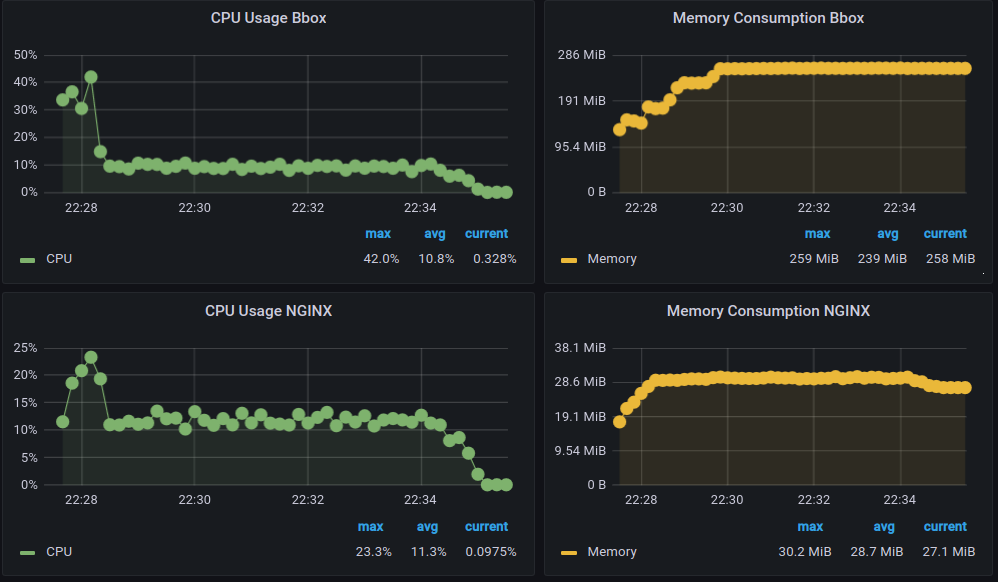 CPU Usage Bbox
50%
40%
30%
20%
10%
0%
22:28 22:30 22:32 22:34
max avg current
CPU 42.0% 10.8% 0.328%
Memory Consumption Bbox
286 MiB
191 MiB
95.4 MiB
0 B
22:28 22:30 22:32 22:34
max avg current
Memory 259 MiB 239 MiB 258 MiB
CPU Usage NGINX
25%
20%
15%
10%
5%
0%
22:28 22:30 22:32 22:34
max avg current
CPU 23.3% 11.3% 0.0975%
Memory Consumption NGINX
38.1 MiB
28.6 MiB
19.1 MiB
9.54 MiB
0 B
22:28 22:30 22:32 22:34
max avg current
Memory 30.2 MiB 28.7 MiB 27.1 MiB